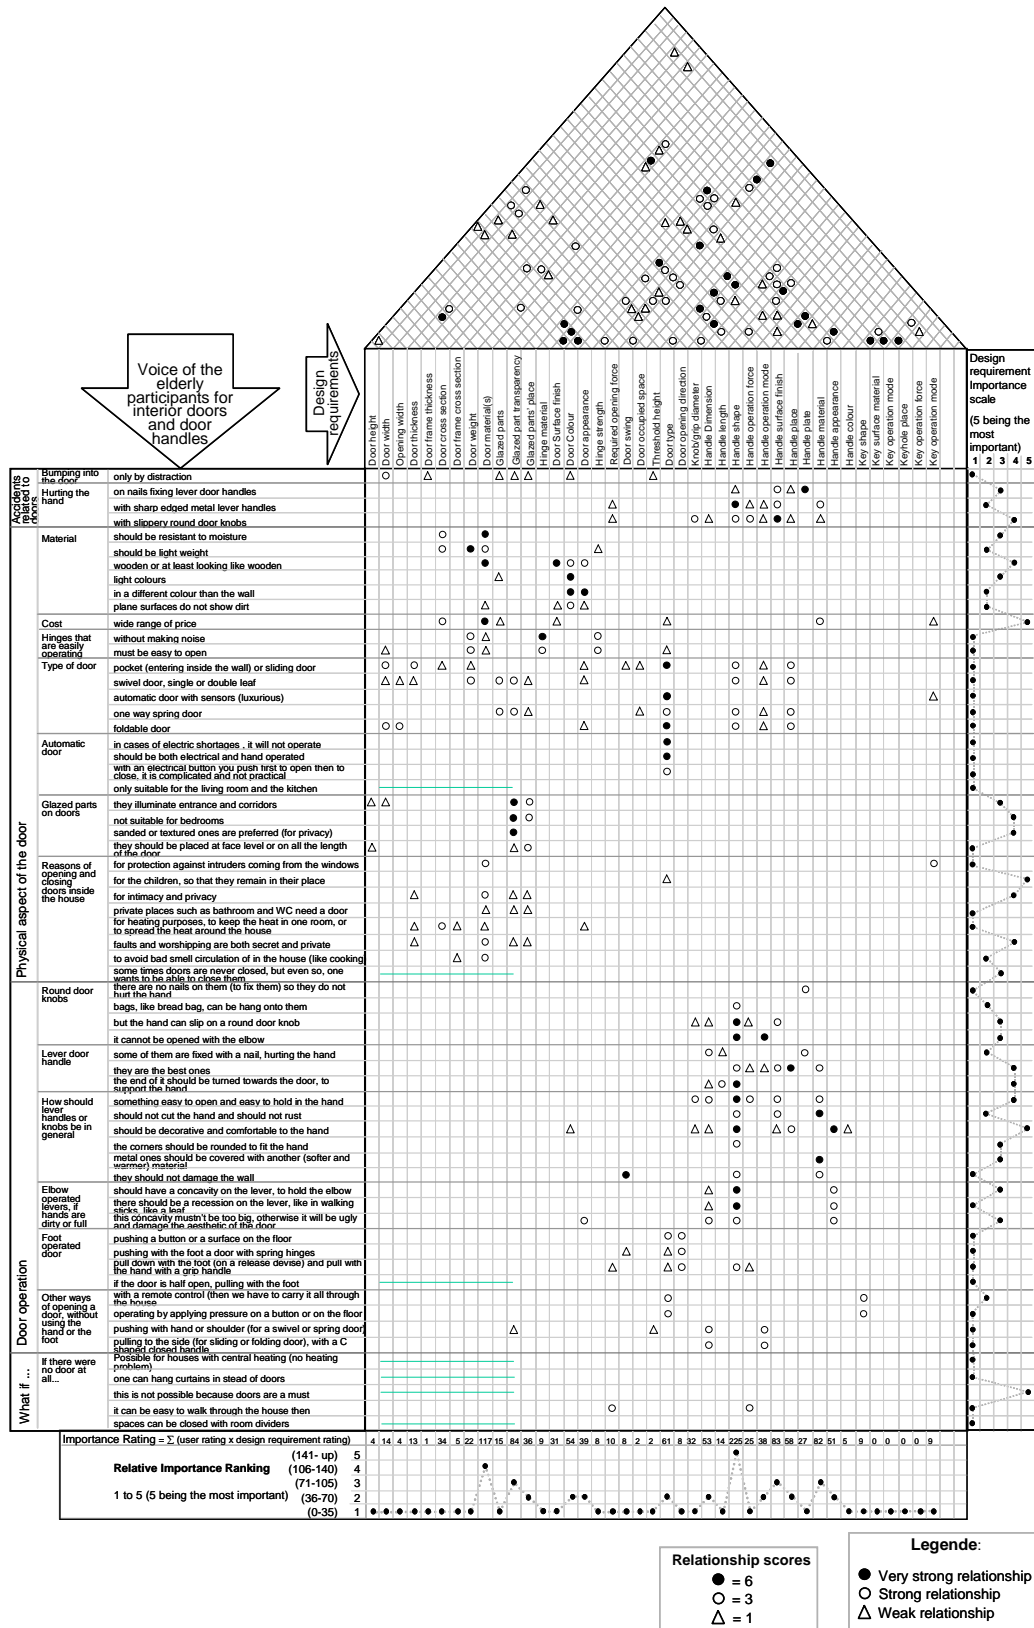 Voice of the
elderly
participants for
interior doors
and door
handles
Design
requirements
Door height
Door width
Opening width
Door thickness
Door frame thickness
Door cross section
Door frame cross section
Door weight
Door material(s)
Glazed parts
Glazed part transparency
Glazed parts' place
Hinge material
Door Surface finish
Door Colour
Door appearance
Hinge strength
Required opening force
Door swing
Door occupied space
Threshold height
Door type
Door opening direction
Knob/grip diameter
Handle Dimension
Handle length
Handle shape
Handle operation force
Handle operation mode
Handle surface finish
Handle place
Handle plate
Handle material
Handle appearance
Handle colour
Key shape
Key surface material
Key operation mode
Keyhole place
Key operation force
Key operation mode
Design
requirement
Importance
scale
(5 being the
most
important)
1 2 3 4 5
Accidents
related to
doors
Bumping into
the door
only by distraction
Hurting the
hand
on nails fixing lever door handles
with sharp edged metal lever handles
with slippery round door knobs
Physical aspect of the door
Material
should be resistant to moisture
should be light weight
wooden or at least looking like wooden
light colours
in a different colour than the wall
plane surfaces do not show dirt
Cost
wide range of price
Hinges that
are easily
operating
without making noise
must be easy to open
Type of door
pocket (entering inside the wall) or sliding door
swivel door, single or double leaf
automatic door with sensors (luxurious)
one way spring door
foldable door
Automatic
door
in cases of electric shortages , it will not operate
should be both electrical and hand operated
with an electrical button you push first to open then to
close, it is complicated and not practical
only suitable for the living room and the kitchen
Glazed parts
on doors
they illuminate entrance and corridors
not suitable for bedrooms
sanded or textured ones are preferred (for privacy)
they should be placed at face level or on all the length
of the door
Reasons of
opening and
closing
doors inside
the house
for protection against intruders coming from the windows
for the children, so that they remain in their place
for intimacy and privacy
private places such as bathroom and WC need a door
for heating purposes, to keep the heat in one room, or
to spread the heat around the house
faults and worshipping are both secret and private
to avoid bad smell circulation of in the house (like cooking
some times doors are never closed, but even so, one
wants to be able to close them
Door operation
Round door
knobs
there are no nails on them (to fix them) so they do not
hurt the hand
bags, like bread bag, can be hang onto them
but the hand can slip on a round door knob
it cannot be opened with the elbow
Lever door
handle
some of them are fixed with a nail, hurting the hand
they are the best ones
the end of it should be turned towards the door, to
support the hand
How should
lever
handles or
knobs be in
general
something easy to open and easy to hold in the hand
should not cut the hand and should not rust
should be decorative and comfortable to the hand
the corners should be rounded to fit the hand
metal ones should be covered with another (softer and
warmer) material
they should not damage the wall
Elbow
operated
levers, if
hands are
dirty or full
should have a concavity on the lever, to hold the elbow
there should be a recession on the lever, like in walking
sticks, like a leaf
this concavity mustn't be too big, otherwise it will be ugly
and damage the aesthetic of the door
Foot
operated
door
pushing a button or a surface on the floor
pushing with the foot a door with spring hinges
pull down with the foot (on a release devise) and pull with
the hand with a grip handle
if the door is half open, pulling with the foot
Other ways
of opening a
door, without
using the
hand or the
foot
with a remote control (then we have to carry it all through
the house
operating by applying pressure on a button or on the floor
pushing with hand or shoulder (for a swivel or spring door)
pulling to the side (for sliding or folding door), with a C
shaped closed handle
What if ...
If there were
no door at
all...
Possible for houses with central heating (no heating
problem)
one can hang curtains in stead of doors
this is not possible because doors are a must
it can be easy to walk through the house then
spaces can be closed with room dividers
Importance Rating = Σ (user rating x design requirement rating) 4 14 4 13 1 34 5 22 117 15 84 36 9 31 54 39 8 10 8 2 2 61 8 32 53 14 225 25 38 83 58 27 82 51 5 9 0 0 0 0 9
Relative Importance Ranking
1 to 5 (5 being the most important)
(141- up) 5
(106-140) 4
(71-105) 3
(36-70) 2
(0-35) 1
Relationship scores
= 6
= 3
= 1
Legende:
Very strong relationship
Strong relationship
Weak relationship